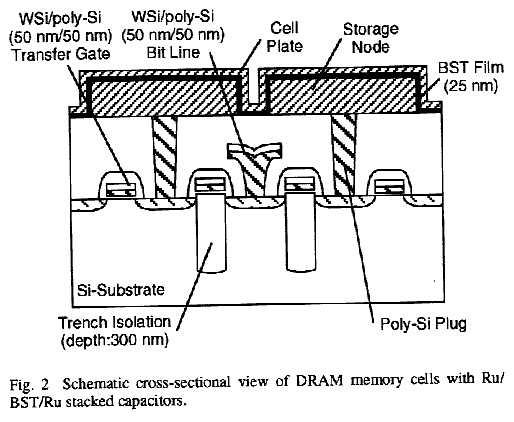 WSi/poly-Si
(50 nm/50 nm)
Transfer Gate
WSi/poly-Si
(50 nm/50 nm)
Bit Line
Cell
Plate
Storage
Node
BST Film
(25 nm)
Si-Substrate
Trench Isolation
(depth:300 nm)
Poly-Si Plug
Fig. 2 Schematic cross-sectional view of DRAM memory cells with Ru/
BST/Ru stacked capacitors.